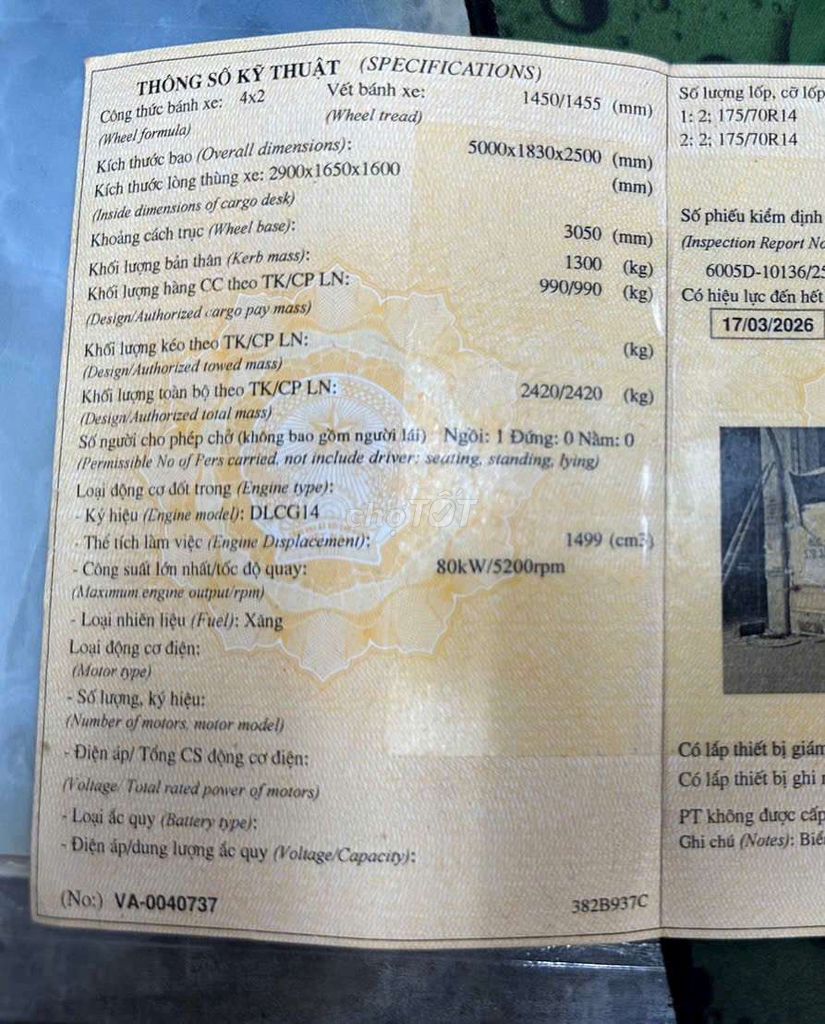 THÔNG SỐ KỸ THUẬT (SPECIFICATIONS)
Công thức bánh xe: 4x2 Vết bánh xe: 1450/1455 (mm)
(Wheel formula) (Wheel tread)
Kích thước bao (Overall dimensions): 5000x1830x2500 (mm)
Kích thước lòng thùng xe: 2900x1650x1600 (mm)
(Inside dimensions of cargo desk)
Khoảng cách trục (Wheel base): 3050 (mm)
Khối lượng bản thân (Kerb mass): 1300 (kg)
Khối lượng hàng CC theo TK/CP LN: 990/990 (kg)
(Design/Authorized cargo pay mass)
Khối lượng kéo theo TK/CP LN: (kg)
(Design/Authorized towed mass)
Khối lượng toàn bộ theo TK/CP LN: 2420/2420 (kg)
(Design/Authorized total mass)
Số người cho phép chở (không bao gồm người lái) Ngồi: 1 Đứng: 0 Nằm: 0
(Permissible No of Pers carried, not include driver: seating, standing, lying)
Loại động cơ đốt trong (Engine type):
- Ký hiệu (Engine model): DLCG14
- Thể tích làm việc (Engine Displacement): 1499 (cm3)
- Công suất lớn nhất/tốc độ quay: 80kW/5200rpm
(Maximum engine output/rpm)
- Loại nhiên liệu (Fuel): Xăng
Loại động cơ điện:
(Motor type)
- Số lượng, ký hiệu:
(Number of motors, motor model)
- Điện áp/ Tổng CS động cơ điện:
(Voltage/ Total rated power of motors)
- Loại ắc quy (Battery type):
- Điện áp/dung lượng ắc quy (Voltage/Capacity):
(No:) VA-0040737 382B937C
Số lượng lốp, cỡ lốp
1: 2; 175/70R14
2: 2; 175/70R14
Số phiếu kiểm định
(Inspection Report No
6005D-10136/25
Có hiệu lực đến hết
17/03/2026
Có lắp thiết bị giám
Có lắp thiết bị ghi
PT không được cấp
Ghi chú (Notes): Biể
choTỐT